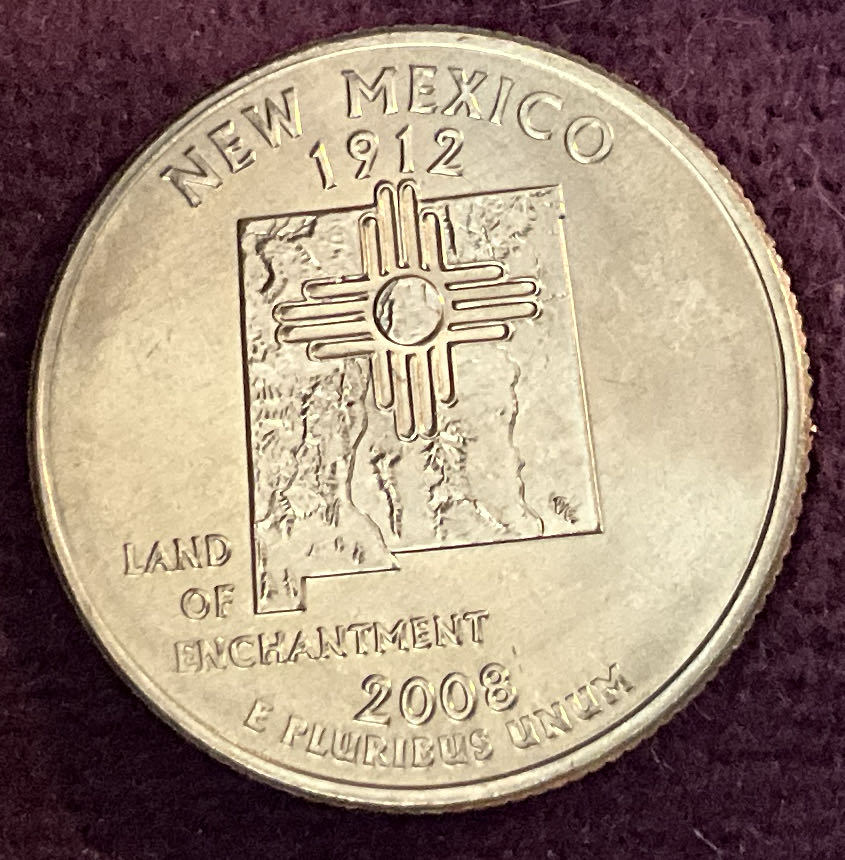 NEW MEXICO
1912
LAND
OF
ENCHANTMENT
2008
E PLURIBUS UNUM